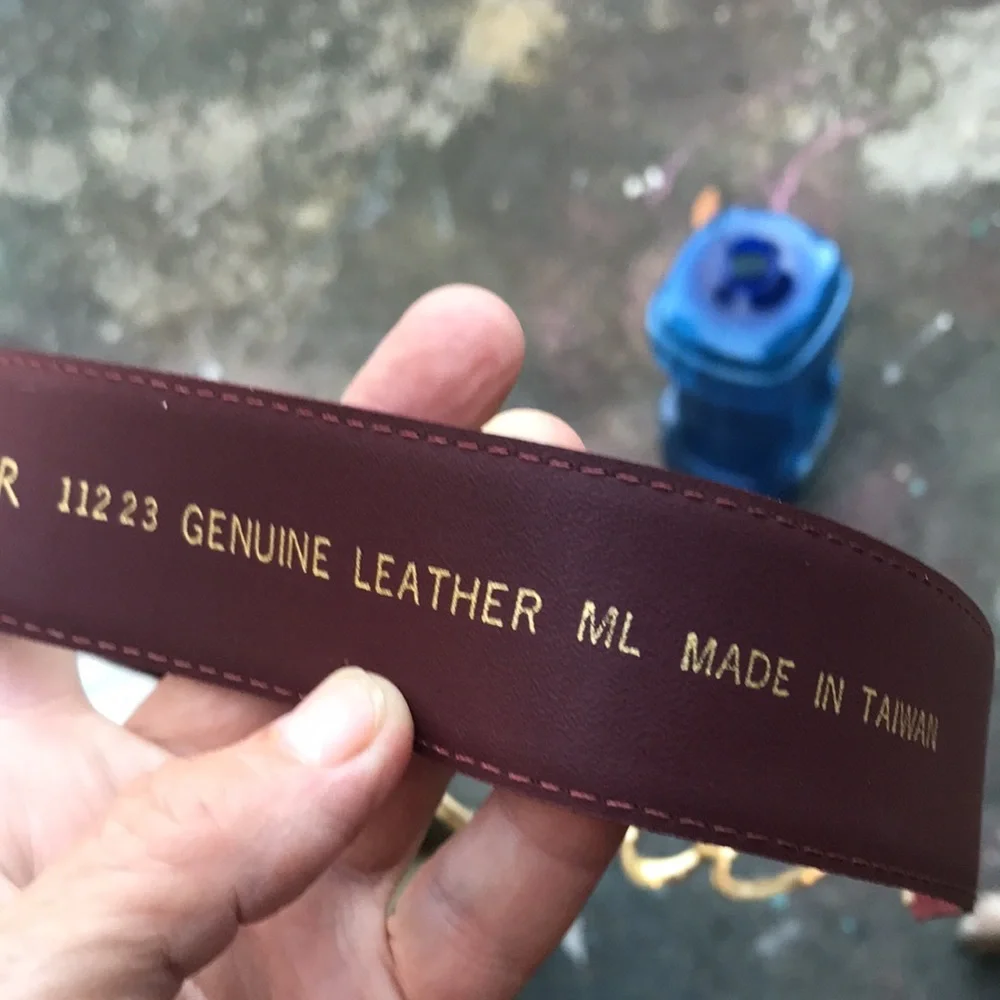 R 11223 GENUINE LEATHER ML MADE IN TAIWAN